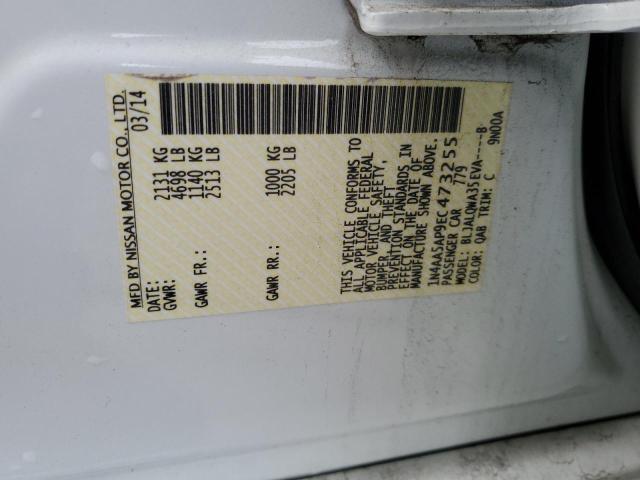 MFD BY NISSAN MOTOR CO., LTD.
DATE: 03/14
GVWR: 2131 KG
4698 LB
GAWR FR.: 1140 KG
2513 LB
GAWR RR.: 1000 KG
2205 LB
THIS VEHICLE CONFORMS TO
ALL APPLICABLE FEDERAL
MOTOR VEHICLE SAFETY,
BUMPER, AND THEFT
PREVENTION STANDARDS IN
EFFECT ON THE DATE OF
MANUFACTURE SHOWN ABOVE.
1N4AA5AP9EC473255
PASSENGER CAR 779
MODEL: BLJALQWA35EVA----B
COLOR: QAB TRIM: C 9N00A